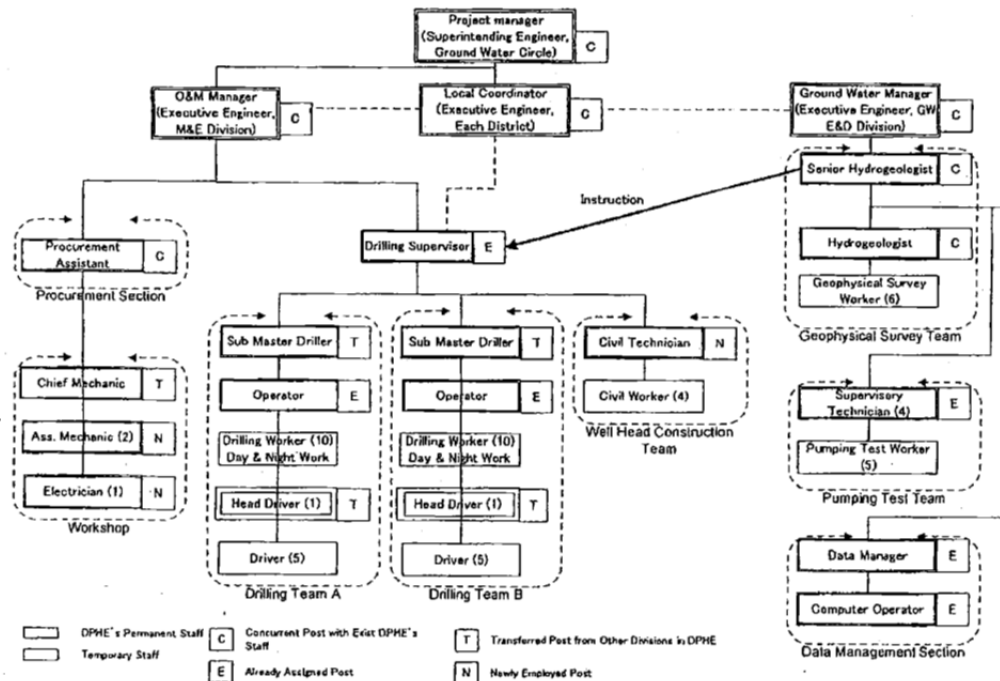 Project manager
(Superintending Engineer,
Ground Water Circle)
C
O&M Manager
(Executive Engineer,
M&E Division)
C
Local Coordinator
(Executive Engineer,
Each District)
C
Ground Water Manager
(Executive Engineer, GW
E&D Division)
C
Senior Hydrogeologist
C
Instruction
Procurement
Assistant
C
Procurement Section
Drilling Supervisor
E
Hydrogeologist
C
Geophysical Survey
Worker (6)
Geophysical Survey Team
Sub Master Driller
T
Sub Master Driller
T
Civil Technician
N
Chief Mechanic
T
Operator
E
Operator
E
Civil Worker (4)
Supervisory
Technician (4)
E
Ass. Mechanic (2)
N
Drilling Worker (10)
Day & Night Work
Drilling Worker (10)
Day & Night Work
Well Head Construction
Team
Pumping Test Worker
(5)
Pumping Test Team
Electrician (1)
N
Workshop
Head Driver (1)
T
Head Driver (1)
T
Driver (5)
Drilling Team A
Driver (5)
Drilling Team B
Data Manager
E
Computer Operator
E
Data Management Section
DPHE's Permanent Staff
Temporary Staff
C
Concurrent Post with Exist DPHE's
Staff
E
Already Assigned Post
T
Transferred Post from Other Divisions in DPHE
N
Newly Employed Post